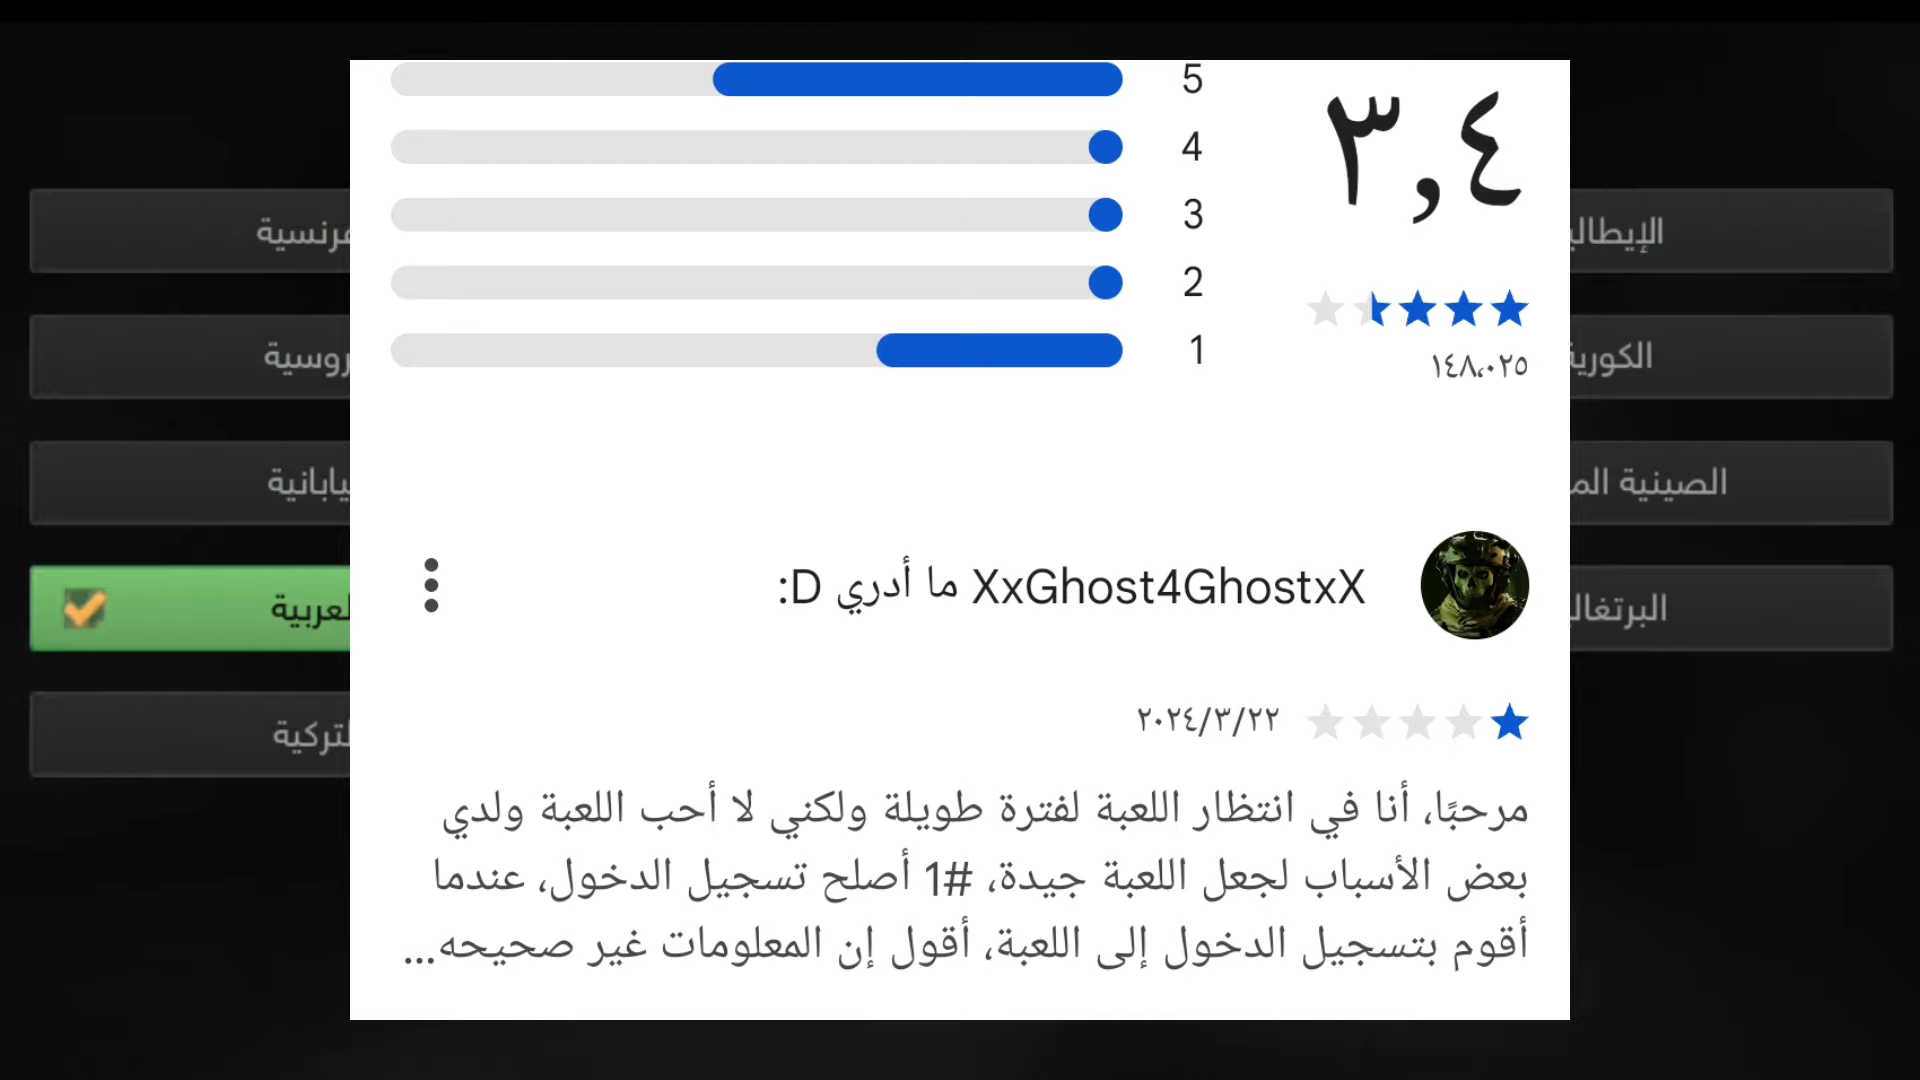 ٣,٤
5
4
3
2
1
١٤٨،٠٢٥
XxGhost4GhostxX ما أدري D:
٢٠٢٤/٣/٢٢
مرحبًا، أنا في انتظار اللعبة لفترة طويلة ولكني لا أحب اللعبة ولدي
بعض الأسباب لجعل اللعبة جيدة، #1 أصلح تسجيل الدخول، عندما
أقوم بتسجيل الدخول إلى اللعبة، أقول إن المعلومات غير صحيحه...
الكورية
الصينية